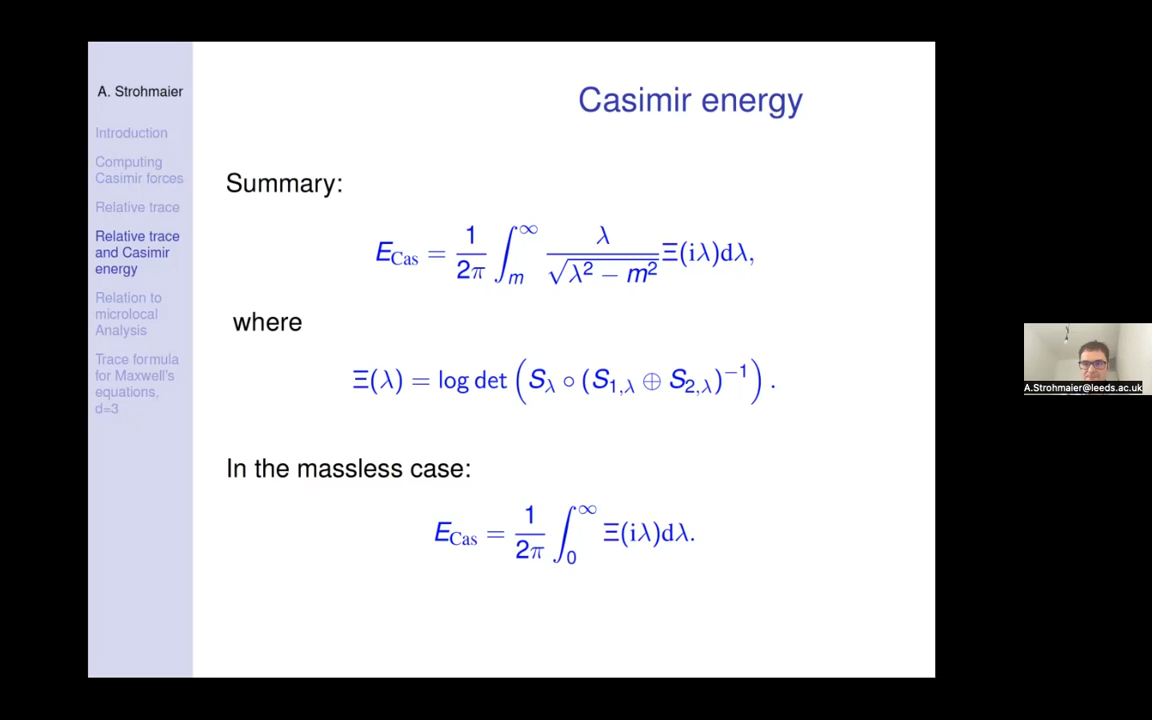 A. Strohmaier
Introduction
Computing
Casimir forces
Relative trace
Relative trace
and Casimir
energy
Relation to
microlocal
Analysis
Trace formula
for Maxwell's
equations,
d=3
Casimir energy
Summary:
E_Cas = 1/2π ∫_m^∞ λ/√(λ² − m²) Ξ(iλ)dλ,
where
Ξ(λ) = log det (S_λ ∘ (S_{1,λ} ⊕ S_{2,λ})^{−1}) .
In the massless case:
E_Cas = 1/2π ∫_0^∞ Ξ(iλ)dλ.
A.Strohmaier@leeds.ac.uk